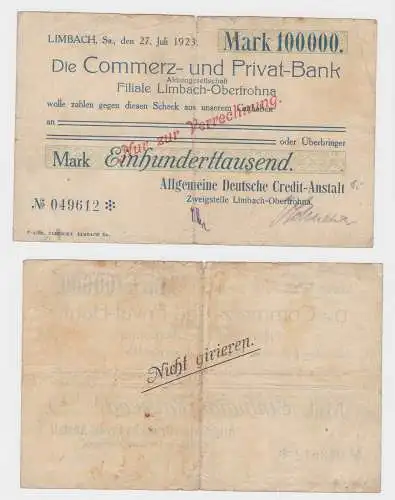 LIMBACH, Sa., den 27. Juli 1923.
Mark 100000.
Die Commerz- und Privat-Bank
Aktiengesellschaft
Filiale Limbach-Oberfrohna
wolle zahlen gegen diesen Scheck aus unserem Guthaben
Nur zur Verrechnung.
an
oder Überbringer
Mark Einhunderttausend.
Allgemeine Deutsche Credit-Anstalt
Zweigstelle Limbach-Oberfrohna
№ 049612 ✻
LIMBACH Sa.
Nicht girieren.